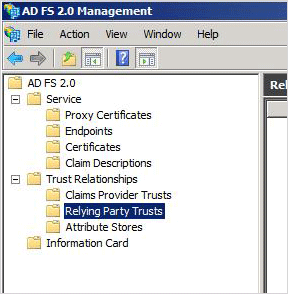 AD FS 2.0 Management
File Action View Window Help
AD FS 2.0
Service
Proxy Certificates
Endpoints
Certificates
Claim Descriptions
Trust Relationships
Claims Provider Trusts
Relying Party Trusts
Attribute Stores
Information Card
Rel